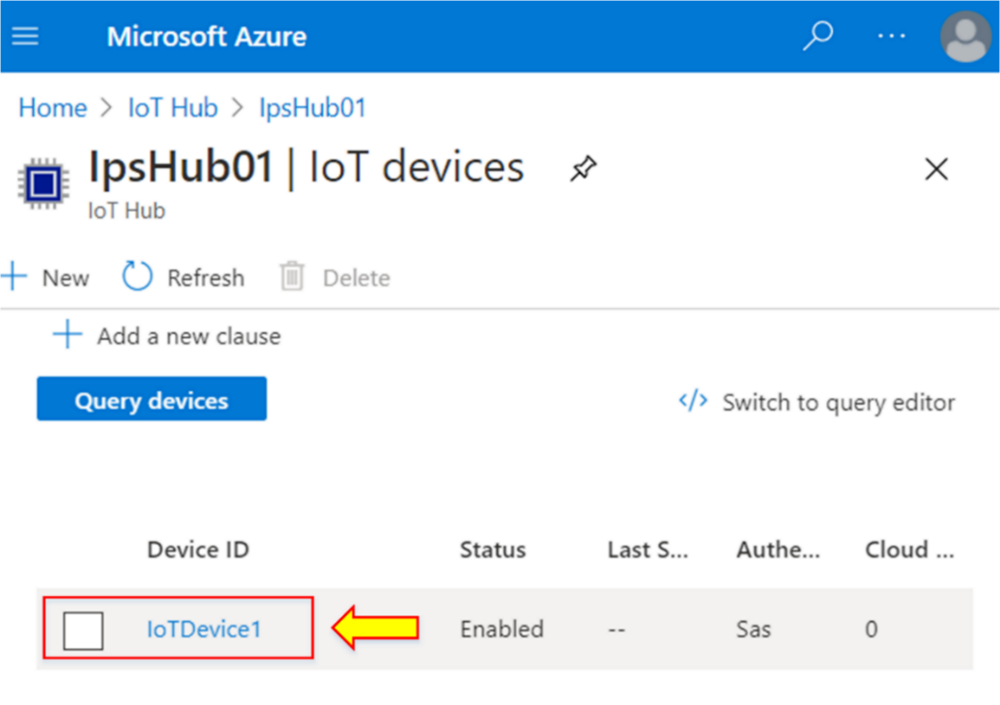 Microsoft Azure
Home > IoT Hub > IpsHub01
IpsHub01 | IoT devices
IoT Hub
New Refresh Delete
Add a new clause
Query devices </> Switch to query editor
Device ID Status Last S... Authe... Cloud ...
IoTDevice1 Enabled -- Sas 0